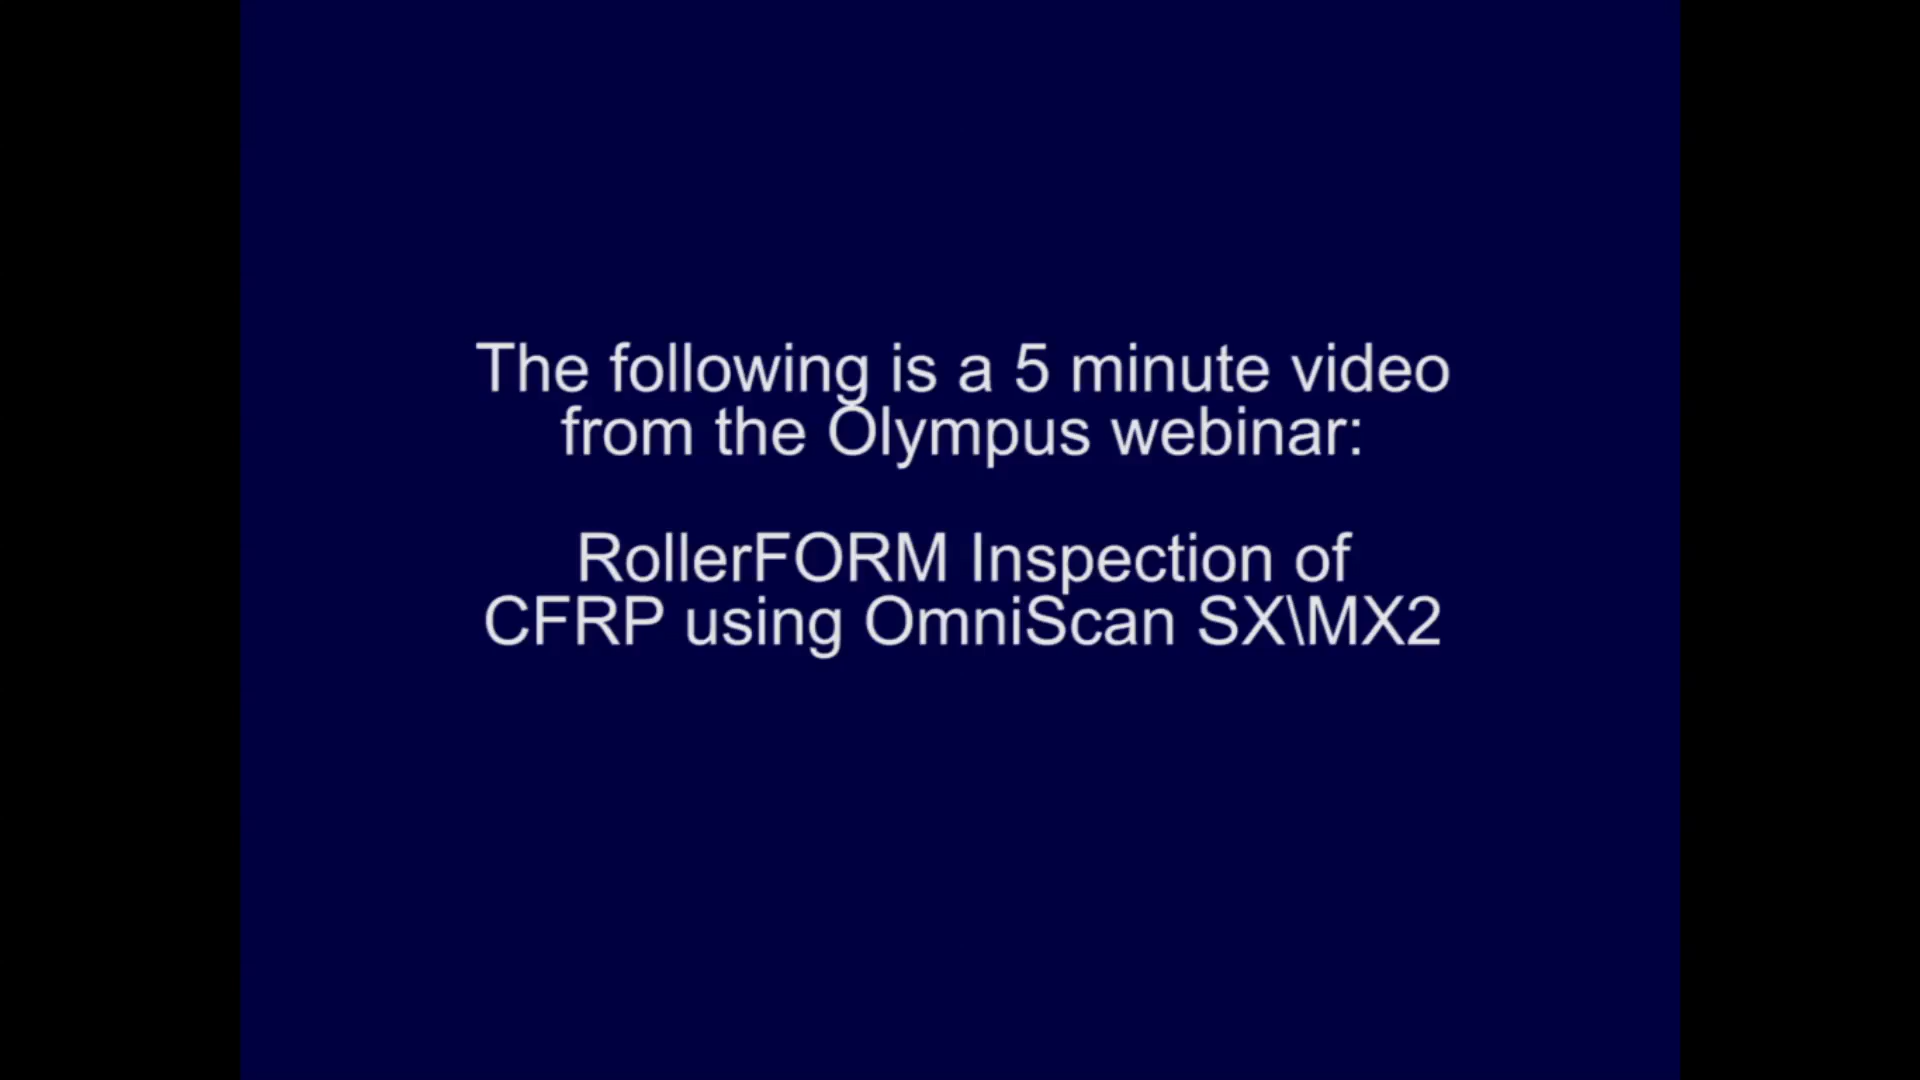 The following is a 5 minute video
from the Olympus webinar:
RollerFORM Inspection of
CFRP using OmniScan SX\MX2